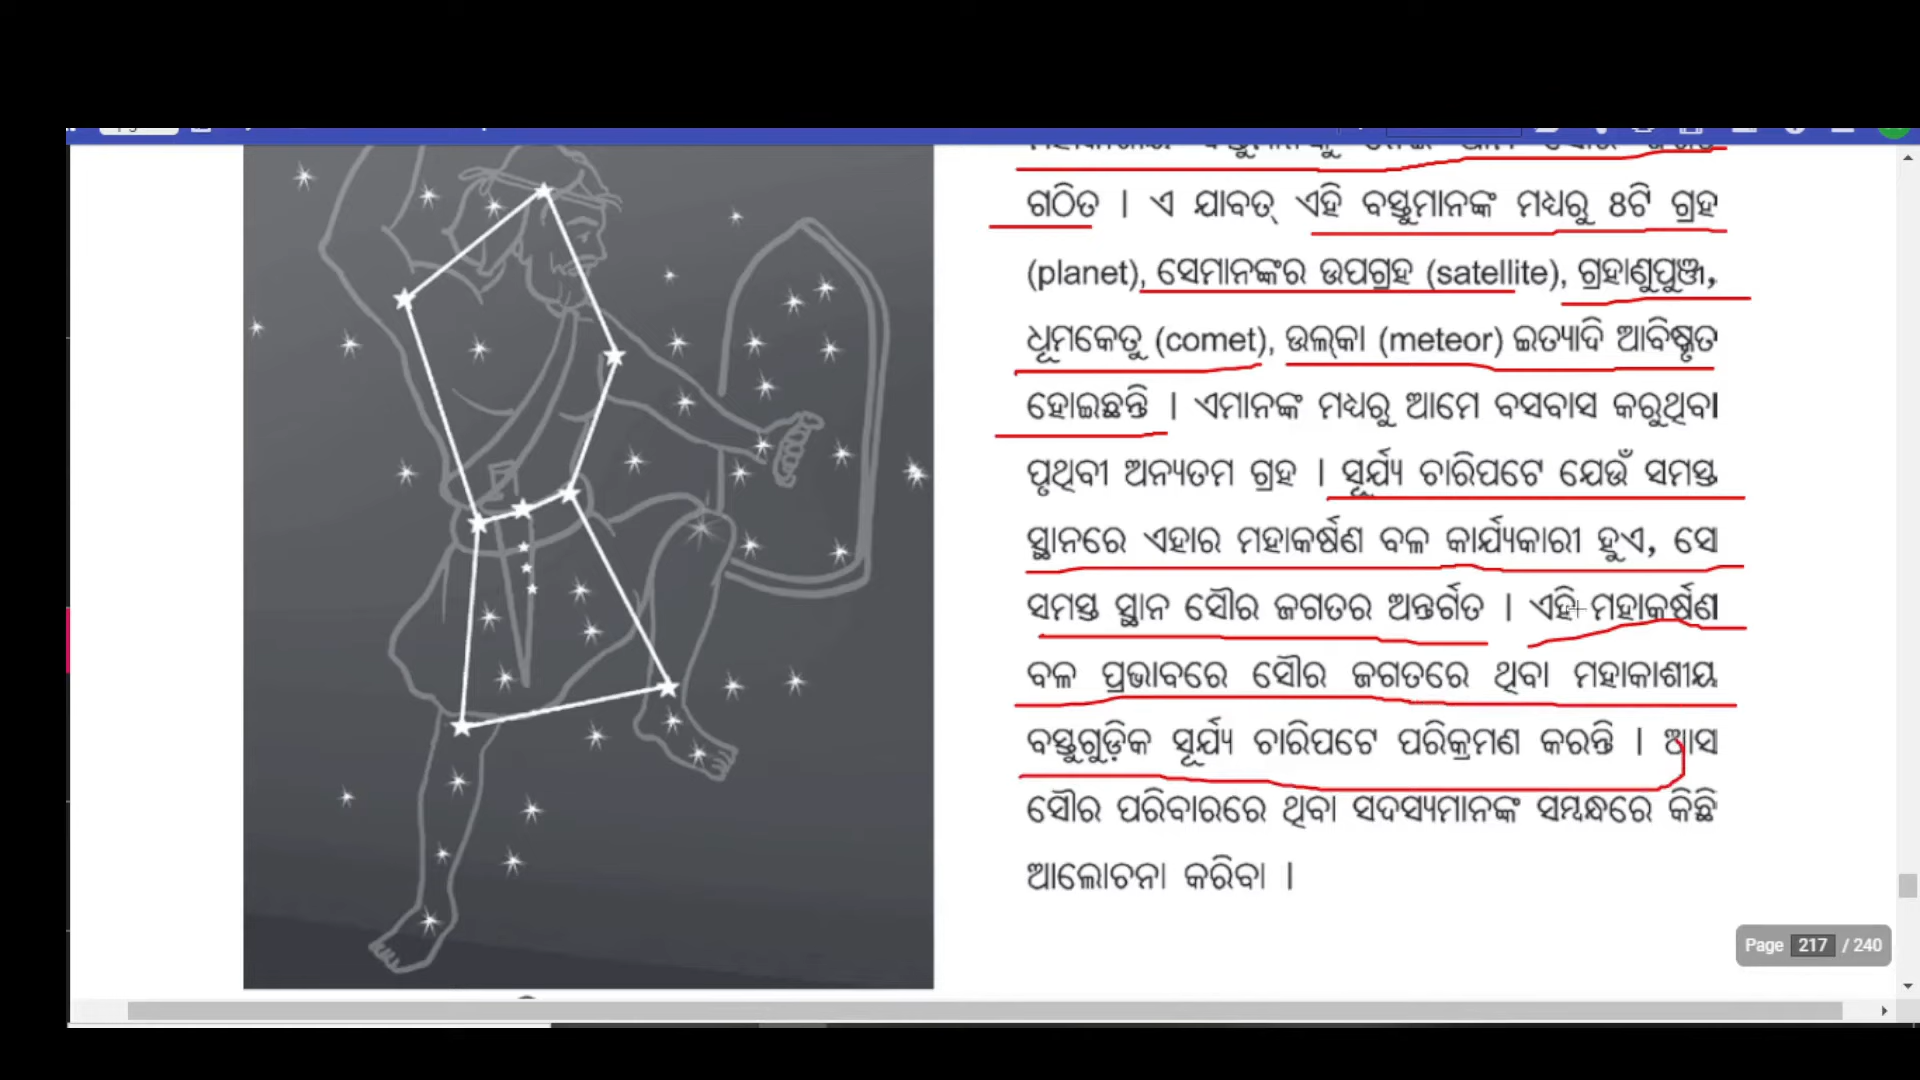 ଗଠିତ । ଏ ଯାବତ୍ ଏହି ବସ୍ତୁମାନଙ୍କ ମଧ୍ୟରୁ 8ଟି ଗ୍ରହ
(planet), ସେମାନଙ୍କର ଉପଗ୍ରହ (satellite), ଗ୍ରହାଣୁପୁଞ୍ଜ,
ଧୂମକେତୁ (comet), ଉଲ୍‌କା (meteor) ଇତ୍ୟାଦି ଆବିଷ୍କୃତ
ହୋଇଛନ୍ତି । ଏମାନଙ୍କ ମଧ୍ୟରୁ ଆମେ ବସବାସ କରୁଥିବା
ପୃଥିବୀ ଅନ୍ୟତମ ଗ୍ରହ । ସୂର୍ଯ୍ୟ ଚାରିପଟେ ଯେଉଁ ସମସ୍ତ
ସ୍ଥାନରେ ଏହାର ମହାକର୍ଷଣ ବଳ କାର୍ଯ୍ୟକାରୀ ହୁଏ, ସେ
ସମସ୍ତ ସ୍ଥାନ ସୌର ଜଗତର ଅନ୍ତର୍ଗତ । ଏହି ମହାକର୍ଷଣ
ବଳ ପ୍ରଭାବରେ ସୌର ଜଗତରେ ଥିବା ମହାକାଶୀୟ
ବସ୍ତୁଗୁଡ଼ିକ ସୂର୍ଯ୍ୟ ଚାରିପଟେ ପରିକ୍ରମଣ କରନ୍ତି । ଆସ
ସୌର ପରିବାରରେ ଥିବା ସଦସ୍ୟମାନଙ୍କ ସମ୍ବନ୍ଧରେ କିଛି
ଆଲୋଚନା କରିବା ।
Page 217 / 240